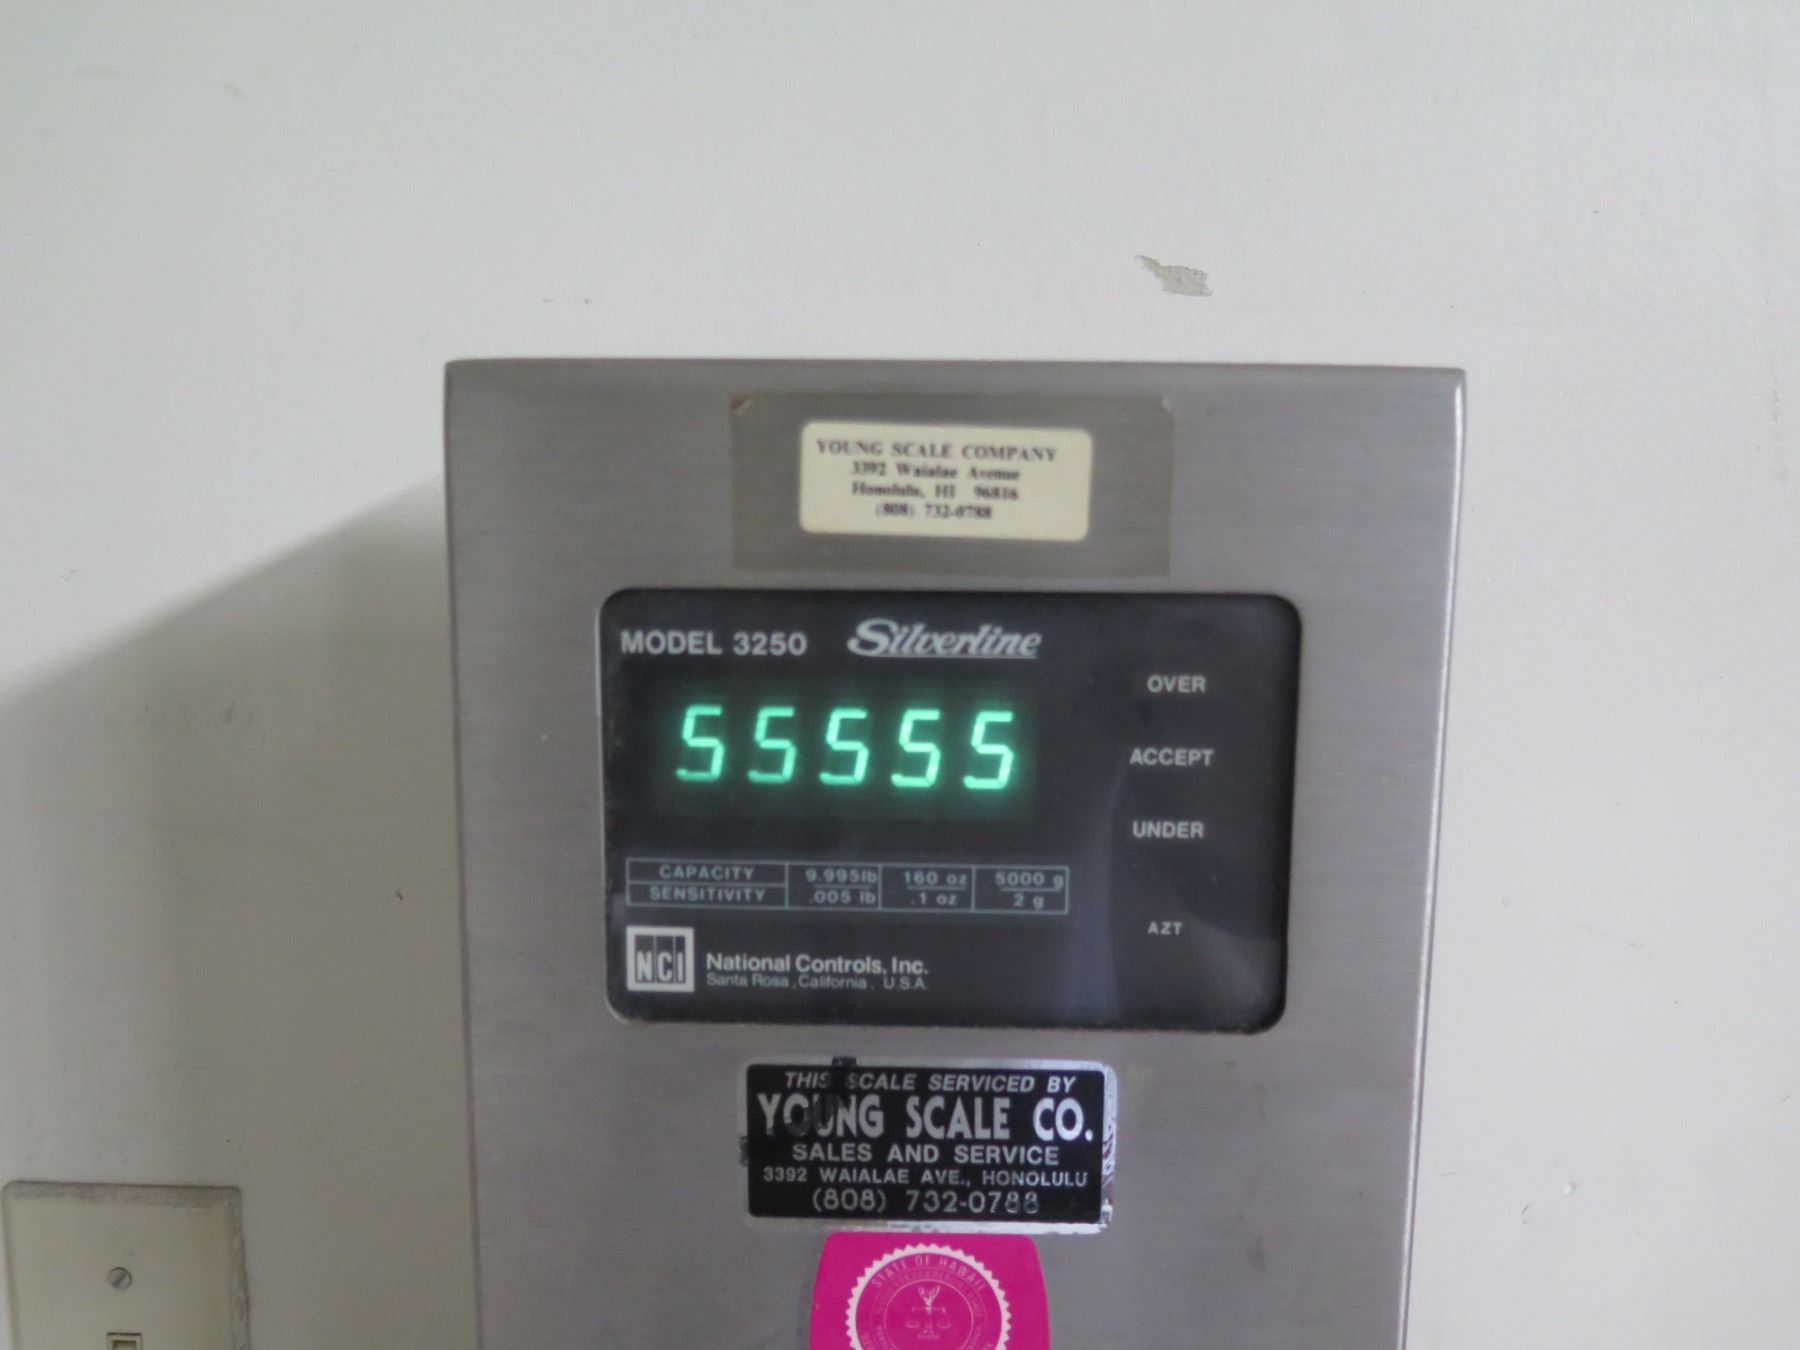 YOUNG SCALE COMPANY
3392 Waialae Avenue
Honolulu, HI 96816
(808) 732-0788
MODEL 3250 Silverline
55555
OVER
ACCEPT
UNDER
CAPACITY 9.995lb 160 oz 5000 g
SENSITIVITY .005 lb .1 oz 2 g
AZT
NCI National Controls, Inc.
Santa Rosa, California, U.S.A.
THIS SCALE SERVICED BY
YOUNG SCALE CO.
SALES AND SERVICE
3392 WAIALAE AVE., HONOLULU
(808) 732-0788
STATE OF HAWAII